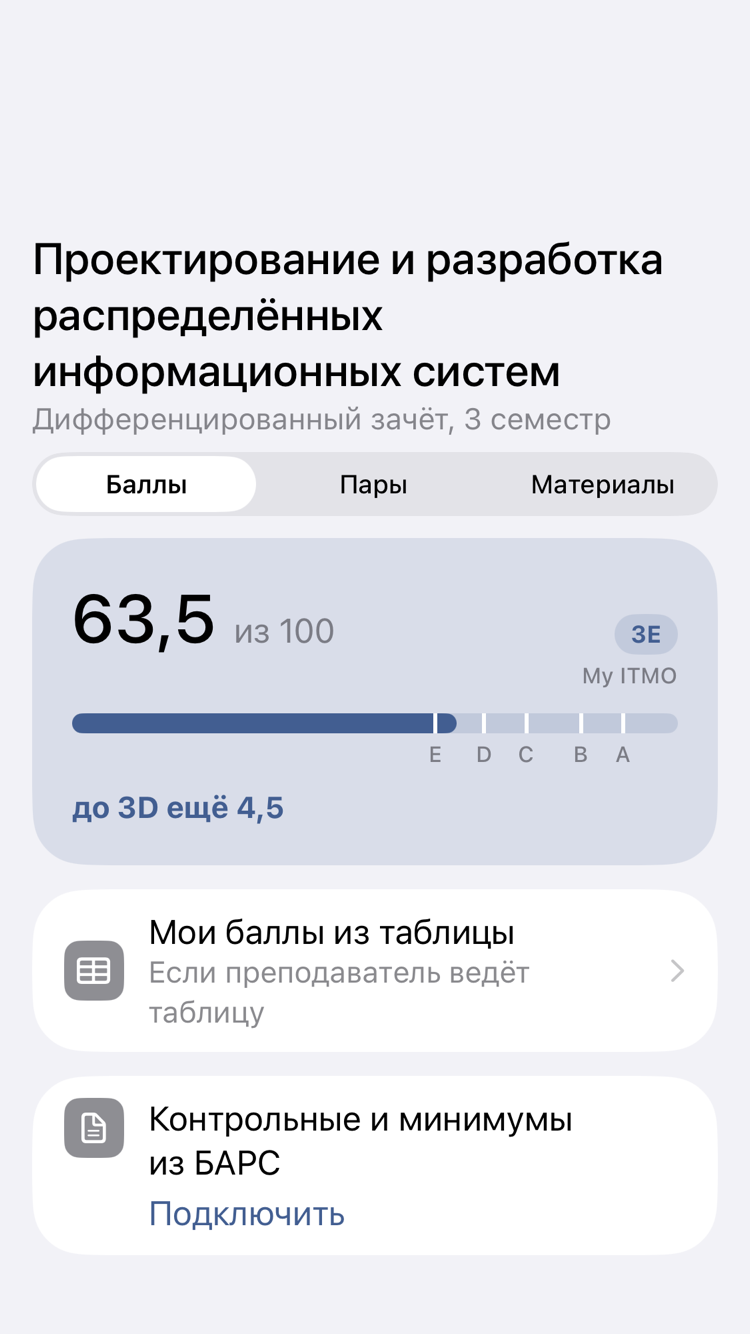 Проектирование и разработка
распределённых
информационных систем
Дифференцированный зачёт, 3 семестр
Баллы
Пары
Материалы
63,5 из 100
3E
My ITMO
E D C B A
до 3D ещё 4,5
Мои баллы из таблицы
Если преподаватель ведёт
таблицу
Контрольные и минимумы
из БАРС
Подключить